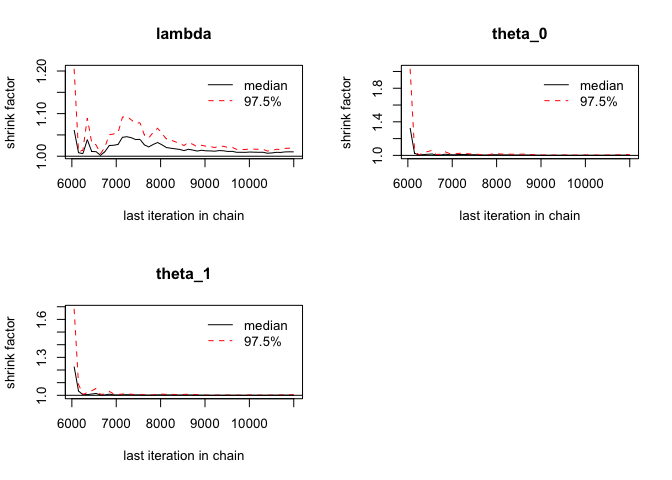 lambda
shrink factor
1.00 1.10 1.20
median
97.5%
6000 7000 8000 9000 10000
last iteration in chain
theta_0
shrink factor
1.0 1.4 1.8
median
97.5%
6000 7000 8000 9000 10000
last iteration in chain
theta_1
shrink factor
1.0 1.3 1.6
median
97.5%
6000 7000 8000 9000 10000
last iteration in chain